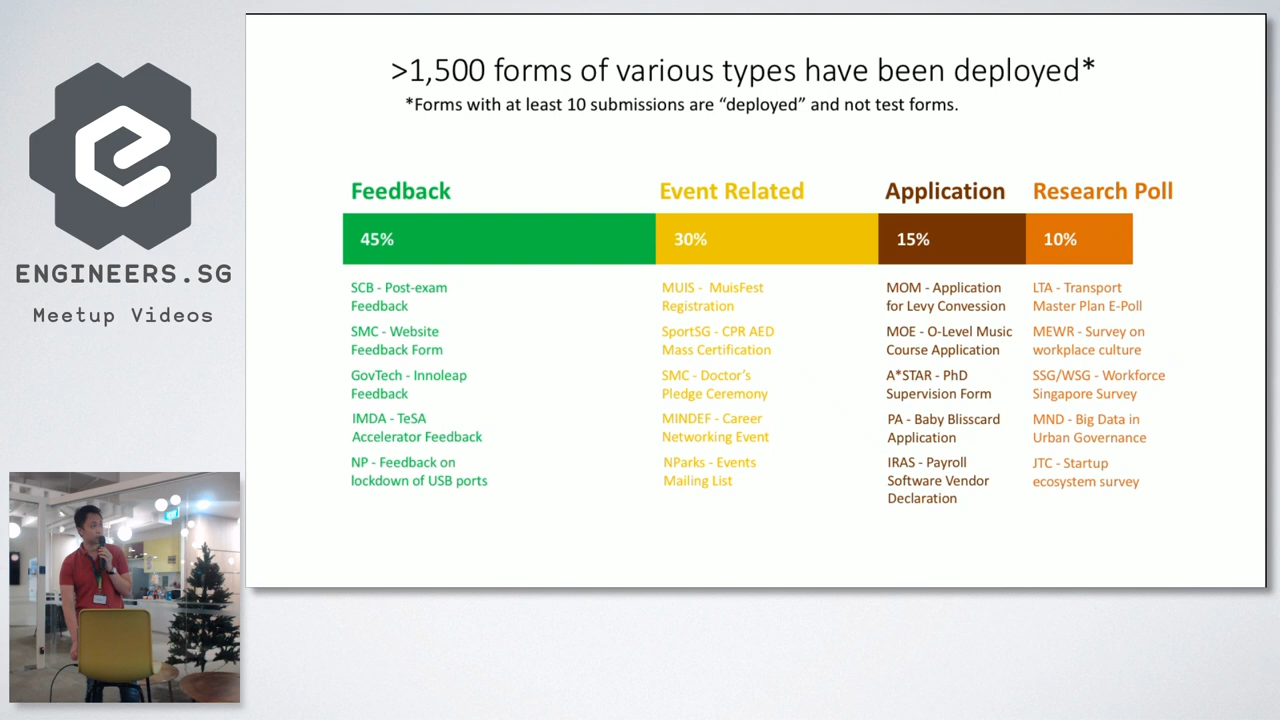 ENGINEERS.SG
Meetup Videos
>1,500 forms of various types have been deployed*
*Forms with at least 10 submissions are “deployed” and not test forms.
Feedback
45%
SCB - Post-exam
Feedback
SMC - Website
Feedback Form
GovTech - Innoleap
Feedback
IMDA - TeSA
Accelerator Feedback
NP - Feedback on
lockdown of USB ports
Event Related
30%
MUIS - MuisFest
Registration
SportSG - CPR AED
Mass Certification
SMC - Doctor’s
Pledge Ceremony
MINDEF - Career
Networking Event
NParks - Events
Mailing List
Application
15%
MOM - Application
for Levy Convession
MOE - O-Level Music
Course Application
A*STAR - PhD
Supervision Form
PA - Baby Blisscard
Application
IRAS - Payroll
Software Vendor
Declaration
Research Poll
10%
LTA - Transport
Master Plan E-Poll
MEWR - Survey on
workplace culture
SSG/WSG - Workforce
Singapore Survey
MND - Big Data in
Urban Governance
JTC - Startup
ecosystem survey